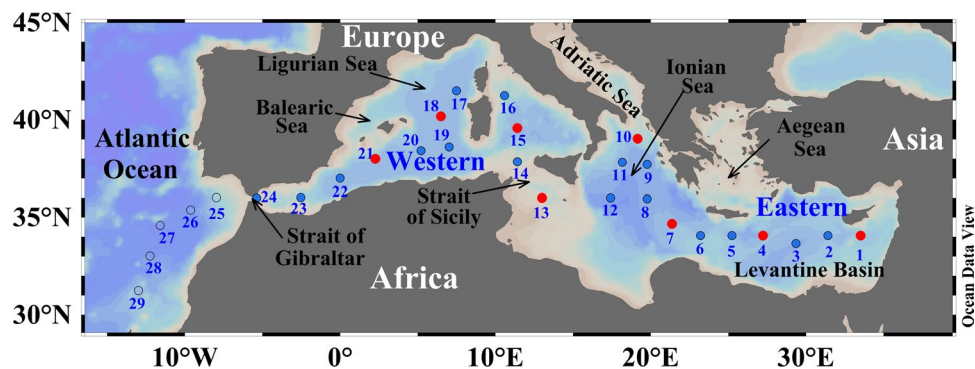 45°N
40°N
35°N
30°N
10°W
0°
10°E
20°E
30°E
Europe
Ligurian Sea
Balearic
Sea
Adriatic Sea
Ionian
Sea
Aegean
Sea
Asia
Atlantic
Ocean
Western
Eastern
Strait
of Sicily
Strait of
Gibraltar
Africa
Levantine Basin
Ocean Data View
1
2
3
4
5
6
7
8
9
10
11
12
13
14
15
16
17
18
19
20
21
22
23
24
25
26
27
28
29